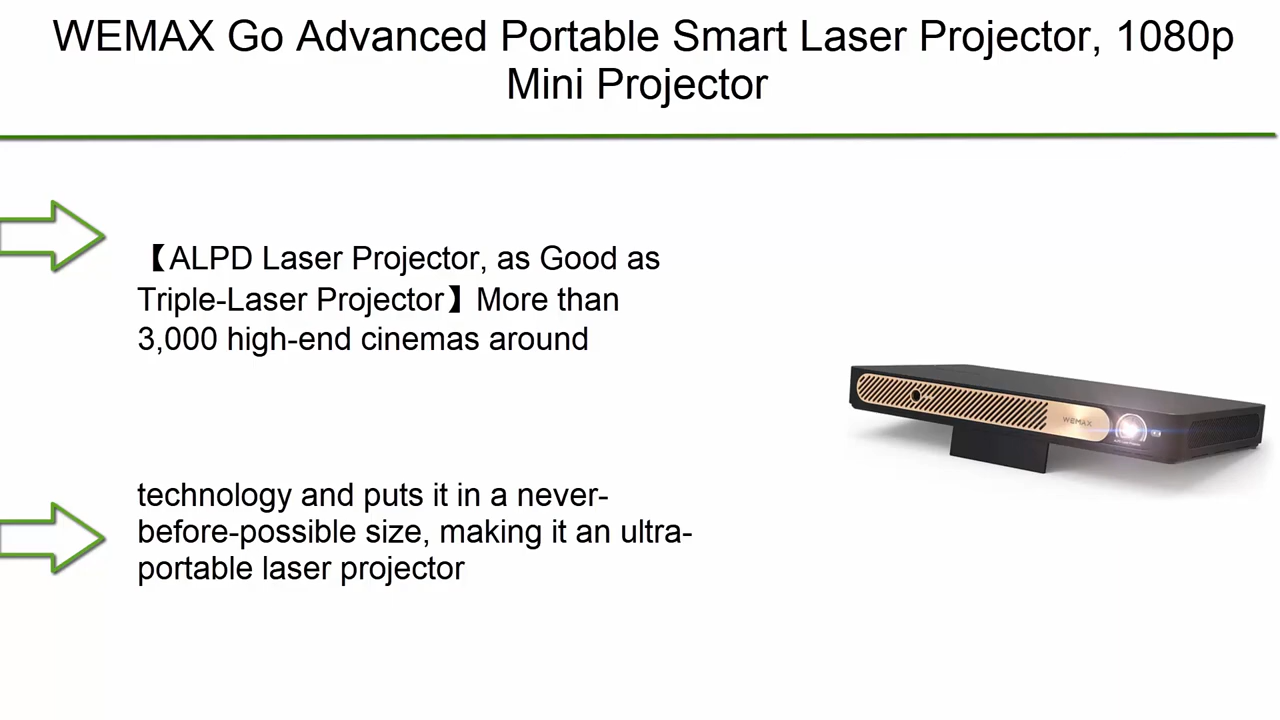 WEMAX Go Advanced Portable Smart Laser Projector, 1080p
Mini Projector
【ALPD Laser Projector, as Good as
Triple-Laser Projector】More than
3,000 high-end cinemas around
WEMAX
technology and puts it in a never-
before-possible size, making it an ultra-
portable laser projector